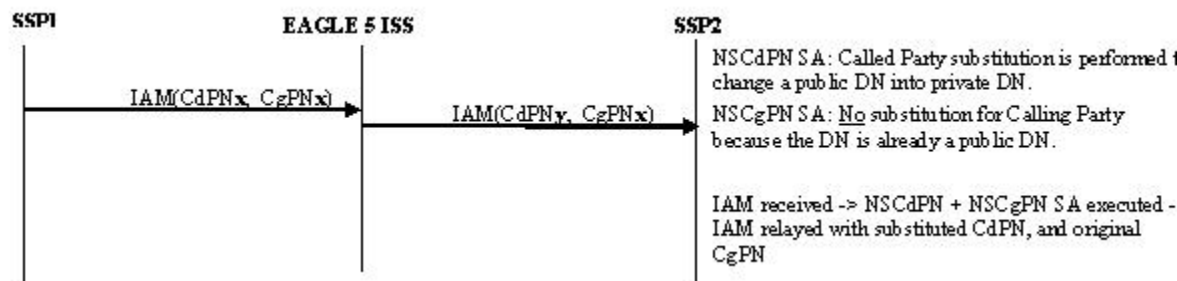 SSP1
EAGLE 5 ISS
SSP2
IAM(CdPNx, CgPNx)
IAM(CdPNy, CgPNx)
NSCdPN SA: Called Party substitution is performed
change a public DN into private DN.
NSCgPN SA: No substitution for Calling Party
because the DN is already a public DN.
IAM received -> NSCdPN + NSCgPN SA executed -
IAM relayed with substituted CdPN, and original
CgPN